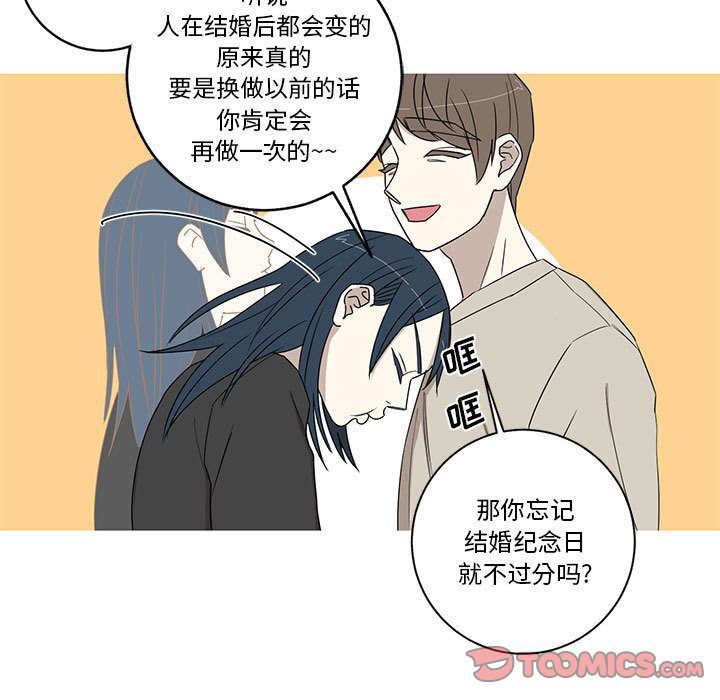 人在结婚后都会变的
原来真的
要是换做以前的话
你肯定会
再做一次的~~
哐
哐
那你忘记
结婚纪念日
就不过分吗?
TOOMICS.COM